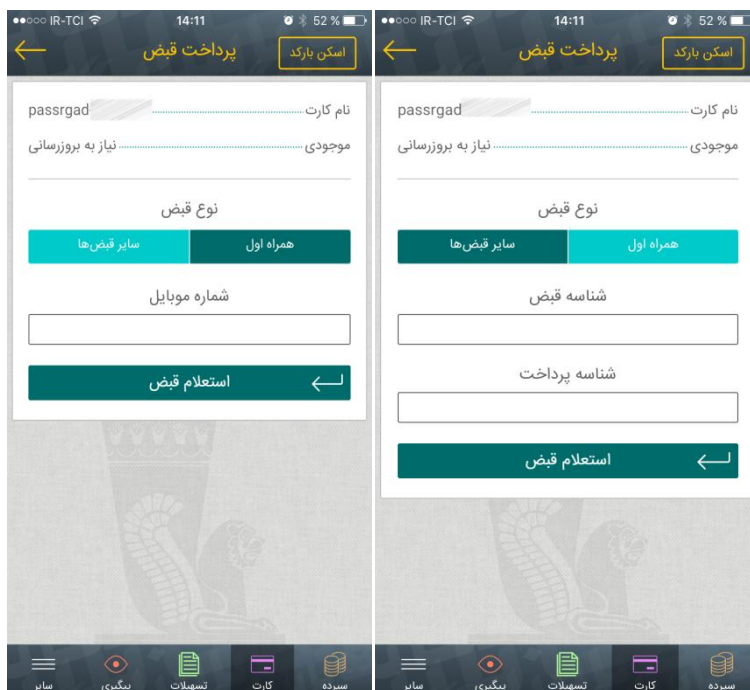 IR-TCI 14:11 52 %
پرداخت قبض اسکن بارکد
نام کارت passrgad
موجودی نیاز به بروزرسانی
نوع قبض
همراه اول سایر قبض‌ها
شماره موبایل
استعلام قبض
سپرده کارت تسهیلات پیگیری سایر
IR-TCI 14:11 52 %
پرداخت قبض اسکن بارکد
نام کارت passrgad
موجودی نیاز به بروزرسانی
نوع قبض
همراه اول سایر قبض‌ها
شناسه قبض
شناسه پرداخت
استعلام قبض
سپرده کارت تسهیلات پیگیری سایر